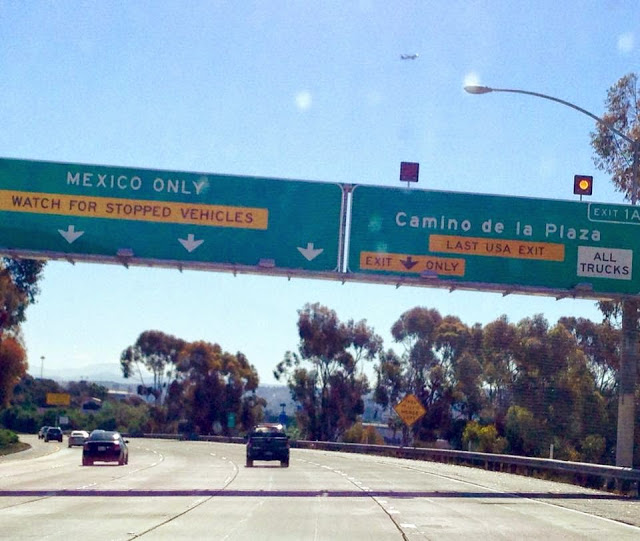 MEXICO ONLY
WATCH FOR STOPPED VEHICLES
EXIT 1A
Camino de la Plaza
LAST USA EXIT
EXIT ONLY
ALL
TRUCKS